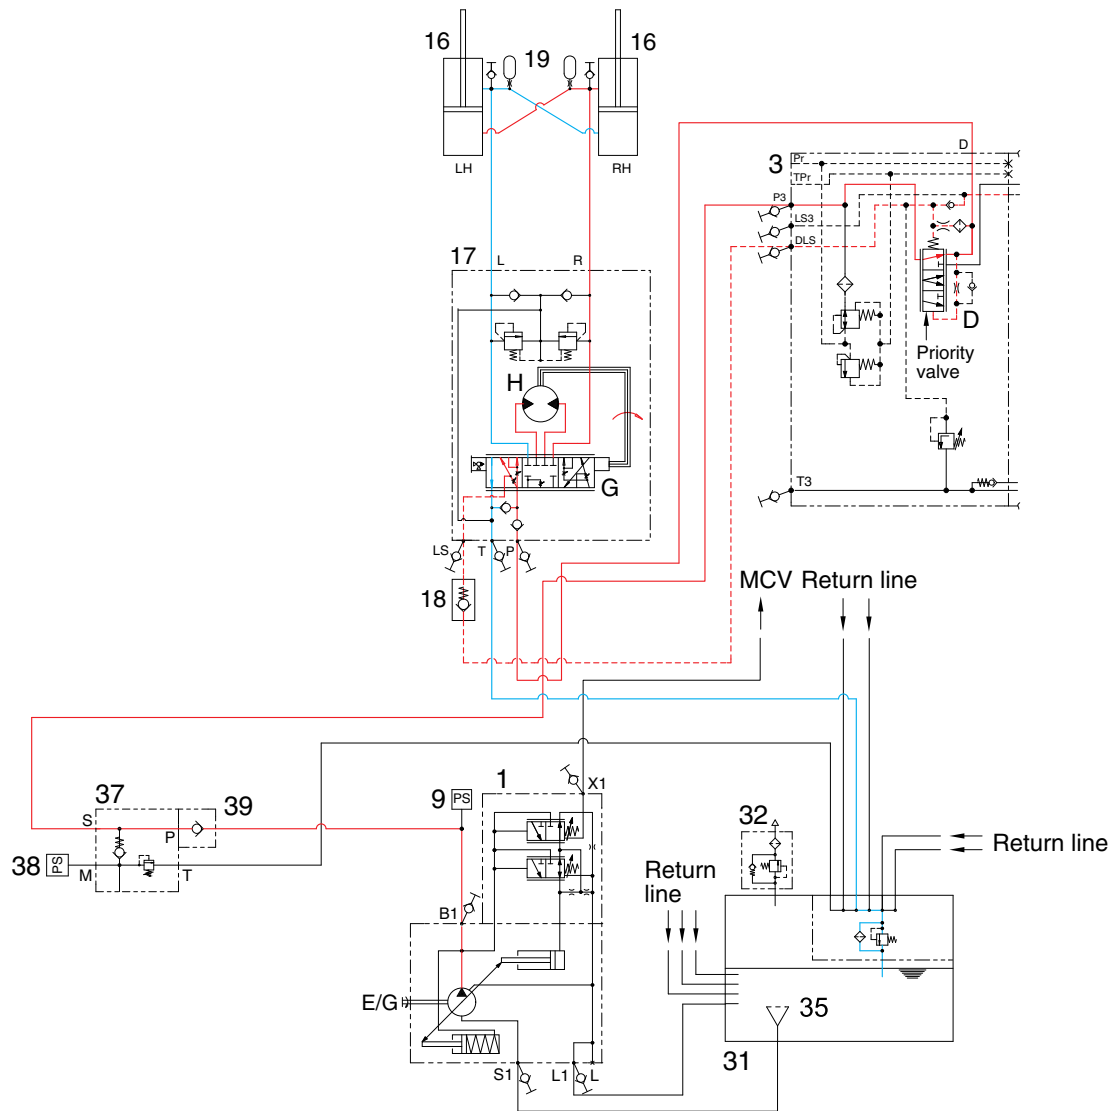 16
19
16
LH
RH
D
3
Pr
TPr
P3
LS3
DLS
17
L
R
D
Priority
valve
H
G
T3
LS
T
P
18
MCV
Return line
1
X1
37
9
PS
39
S
P
32
38
PS
M
T
Return line
Return
line
B1
E/G
35
S1
L1
L
31